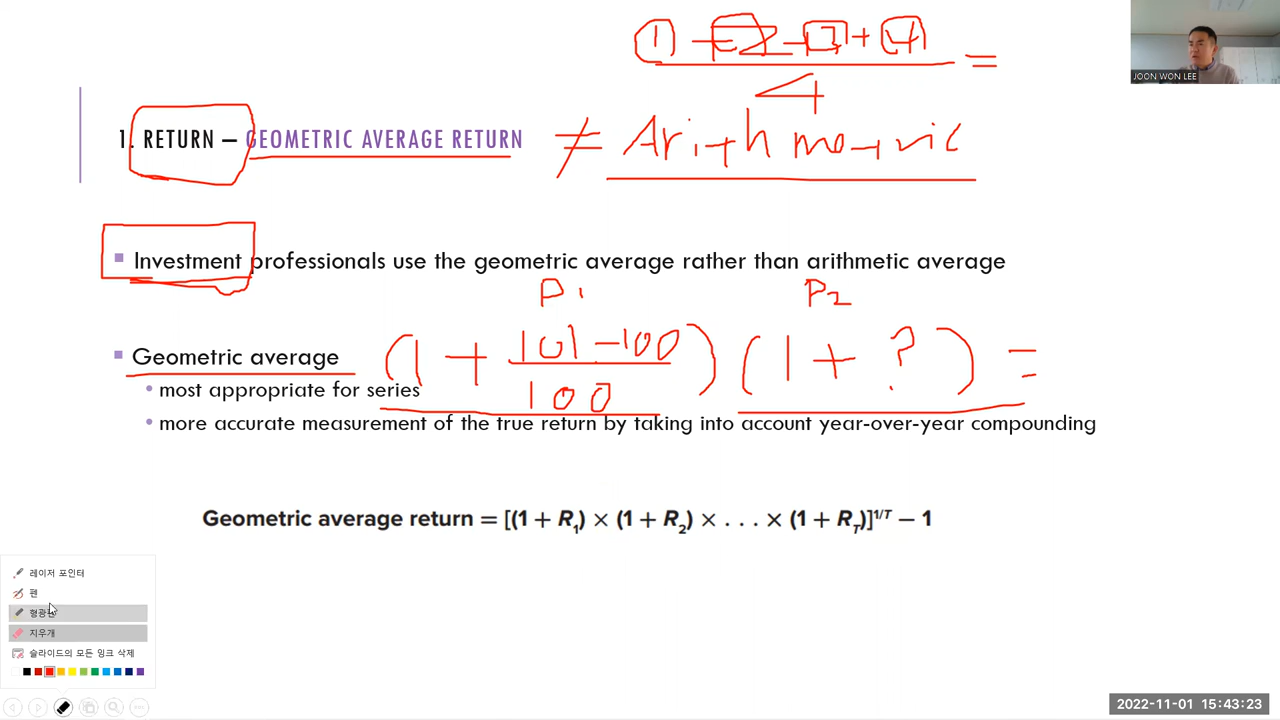 ① + 2 + 3 + 4
4
=
JOON WON LEE
1. RETURN – GEOMETRIC AVERAGE RETURN
≠ Arithmetric
Investment professionals use the geometric average rather than arithmetic average
P1 P2
Geometric average
(1 + 101-100
100
) (1 + ?) =
most appropriate for series
more accurate measurement of the true return by taking into account year-over-year compounding
Geometric average return = [(1 + R1) × (1 + R2) × . . . × (1 + RT)]1/T − 1
레이저 포인터
펜
형광펜
지우개
슬라이드의 모든 잉크 삭제
2022-11-01 15:43:23